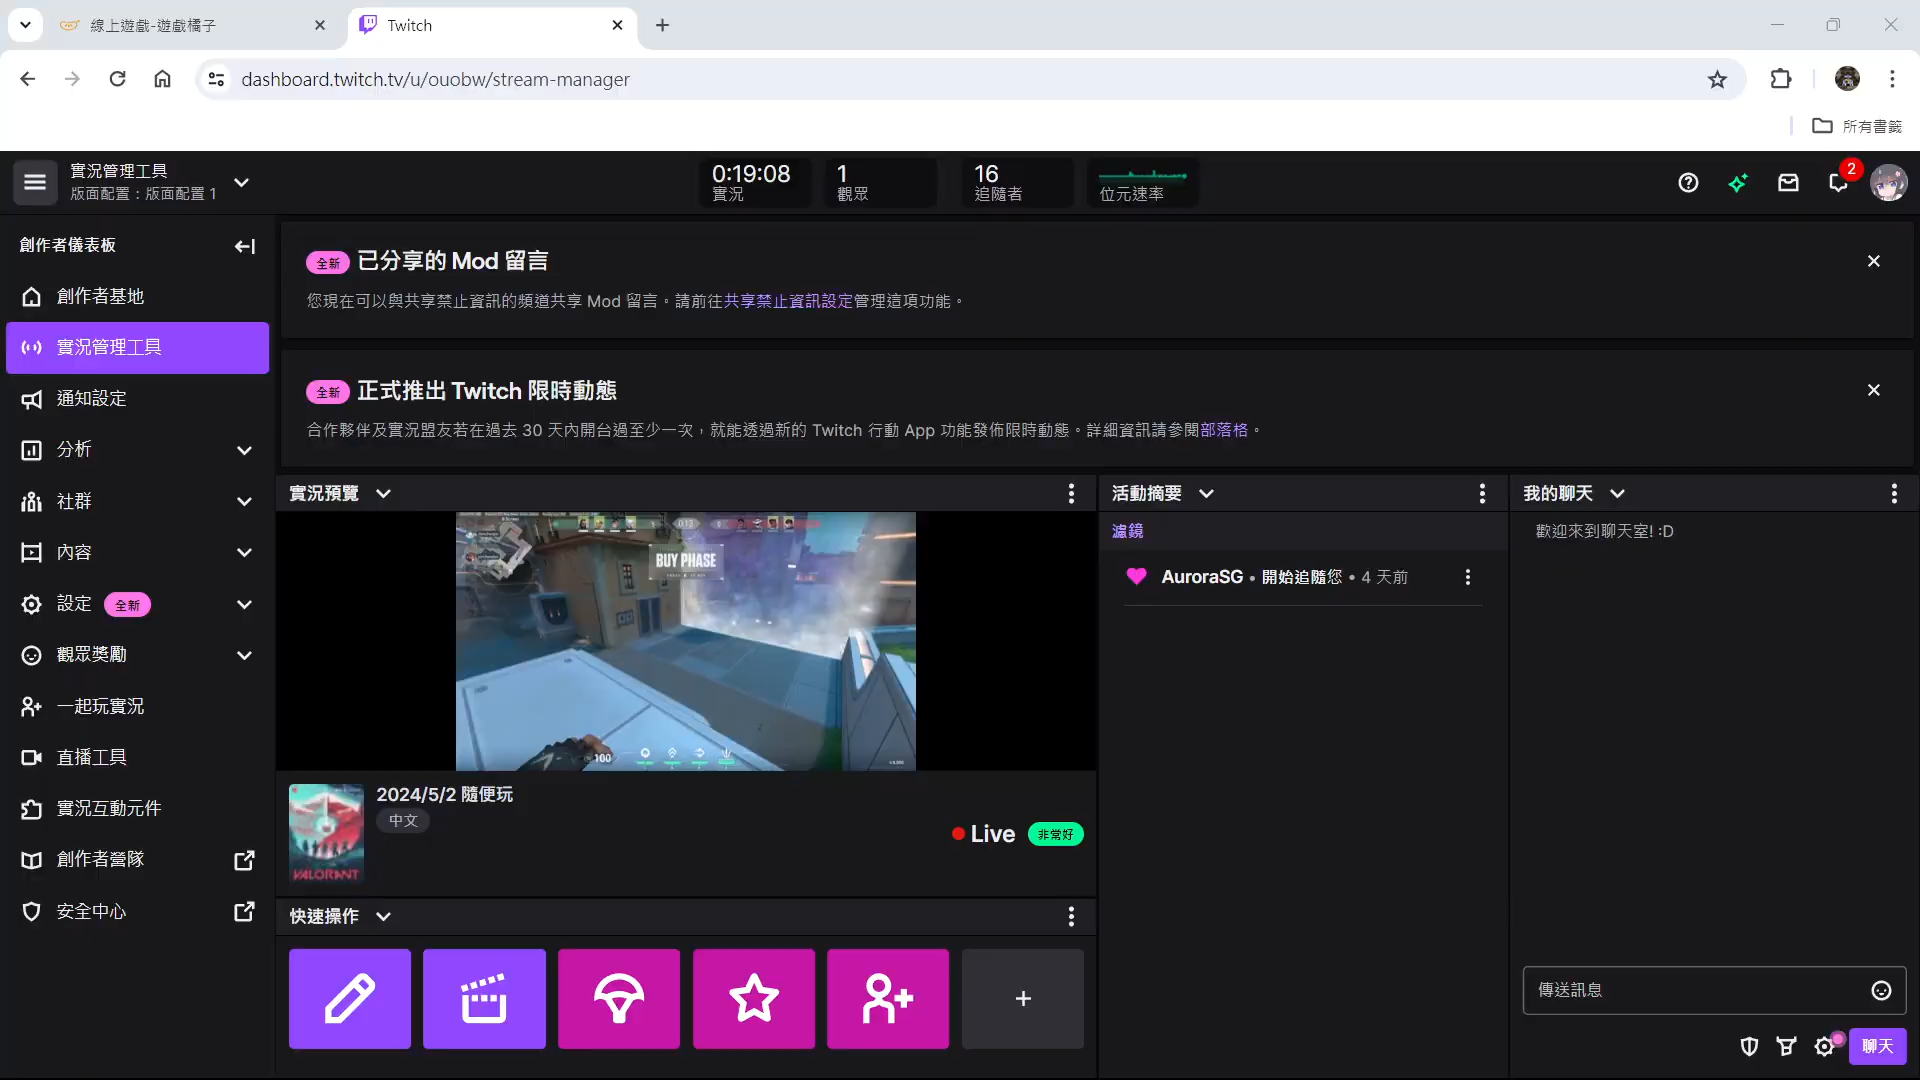 線上遊戲-遊戲橘子
Twitch
dashboard.twitch.tv/u/ouobw/stream-manager
所有書籤
實況管理工具
版面配置：版面配置 1
0:19:08
實況
1
觀眾
16
追隨者
位元速率
2
創作者儀表板
創作者基地
實況管理工具
通知設定
分析
社群
內容
設定 全新
觀眾獎勵
一起玩實況
直播工具
實況互動元件
創作者營隊
安全中心
全新 已分享的 Mod 留言
您現在可以與共享禁止資訊的頻道共享 Mod 留言。請前往共享禁止資訊設定管理這項功能。
全新 正式推出 Twitch 限時動態
合作夥伴及實況盟友若在過去 30 天內開台過至少一次，就能透過新的 Twitch 行動 App 功能發佈限時動態。詳細資訊請參閱部落格。
實況預覽
BUY PHASE
100
2024/5/2 隨便玩
中文
VALORANT
Live 非常好
快速操作
+
活動摘要
濾鏡
AuroraSG • 開始追隨您 • 4 天前
我的聊天
歡迎來到聊天室! :D
傳送訊息
聊天